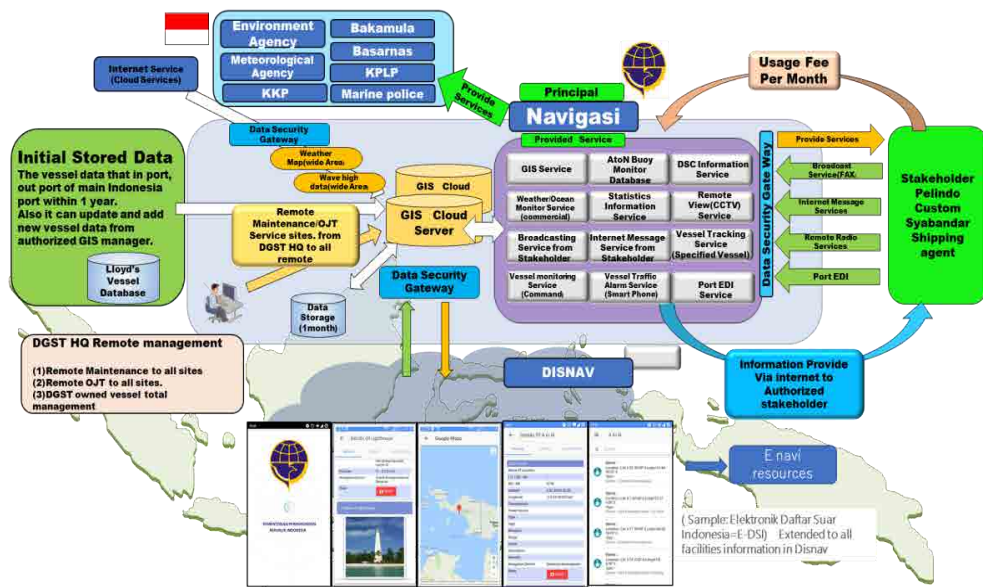 Environment
Agency
Bakamula
Meteorological
Agency
Basarnas
KPLP
KKP
Marine police
Internet Service
(Cloud Services)
Provide
Services
Principal
Navigasi
Provided Service
Usage Fee
Per Month
Data Security
Gateway
Weather
Map(wide Area)
Wave high
data(wide Area)
Initial Stored Data
The vessel data that in port,
out port of main Indonesia
port within 1 year.
Also it can update and add
new vessel data from
authorized GIS manager.
Lloyd's
Vessel
Database
Remote
Maintenance/OJT
Service sites. from
DGST HQ to all
remote
GIS Cloud
GIS Cloud
Server
Data Security
Gateway
Data
Storage
(1month)
GIS Service
AtoN Buoy
Monitor
Database
DSC Information
Service
Weather/Ocean
Monitor Service
(commercial)
Statistics
Information
Service
Remote
View(CCTV)
Service
Broadcasting
Service from
Stakeholder
Internet Message
Service from
Stakeholder
Vessel Tracking
Service
(Specified Vessel)
Vessel monitoring
Service
(Command)
Vessel Traffic
Alarm Service
(Smart Phone)
Port EDI
Service
Data Security Gate Way
Provide Services
Broadcast
Service(FAX)
Internet Message
Services
Remote Radio
Services
Port EDI
Stakeholder
Pelindo
Custom
Syabandar
Shipping
agent
DGST HQ Remote management
(1)Remote Maintenance to all sites
(2)Remote OJT to all sites.
(3)DGST owned vessel total
management
DISNAV
Information Provide
Via internet to
Authorized
stakeholder
Google Maps
E navi
resources
( Sample: Elektronik Daftar Suar
Indonesia=E-DSI) Extended to all
facilities information in Disnav